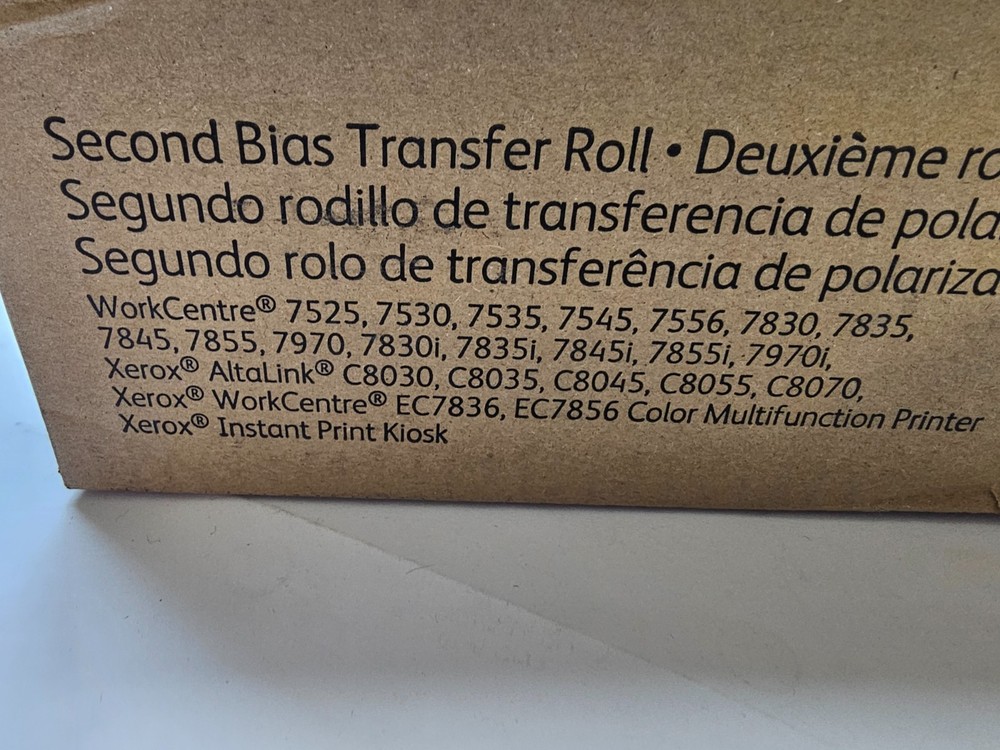 Second Bias Transfer Roll • Deuxième
Segundo rodillo de transferencia de
Segundo rolo de transferência de
WorkCentre® 7525, 7530, 7535, 7545, 7556, 7830, 7835,
7845, 7855, 7970, 7830i, 7835i, 7845i, 7855i, 7970i,
Xerox® AltaLink® C8030, C8035, C8045, C8055, C8070,
Xerox® WorkCentre® EC7836, EC7856 Color Multifunction Printer
Xerox® Instant Print Kiosk